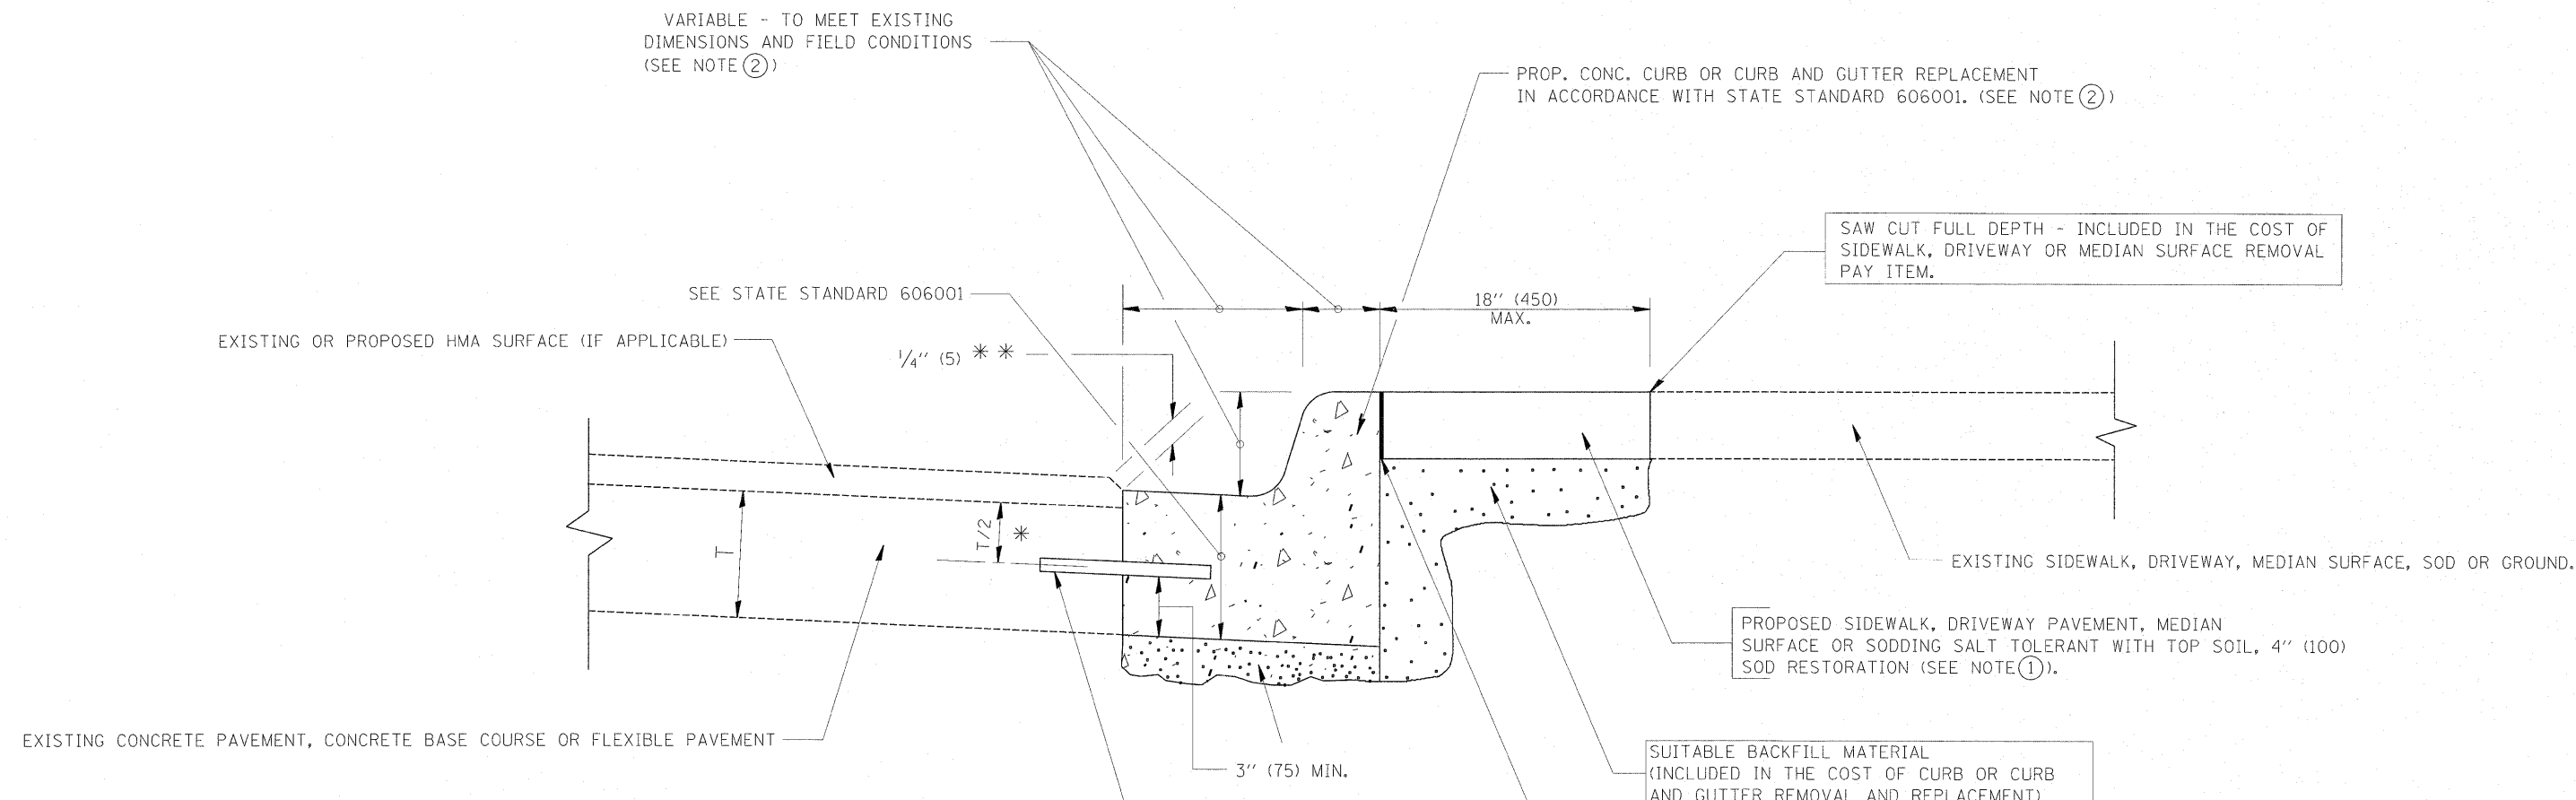 VARIABLE - TO MEET EXISTING
DIMENSIONS AND FIELD CONDITIONS
(SEE NOTE ②)
PROP. CONC. CURB OR CURB AND GUTTER REPLACEMENT
IN ACCORDANCE WITH STATE STANDARD 606001. (SEE NOTE ②)
SAW CUT FULL DEPTH - INCLUDED IN THE COST OF
SIDEWALK, DRIVEWAY OR MEDIAN SURFACE REMOVAL
PAY ITEM.
SEE STATE STANDARD 606001
18" (450)
MAX.
EXISTING OR PROPOSED HMA SURFACE (IF APPLICABLE)
1/4" (5) * *
T
T/2
*
EXISTING SIDEWALK, DRIVEWAY, MEDIAN SURFACE, SOD OR GROUND.
PROPOSED SIDEWALK, DRIVEWAY PAVEMENT, MEDIAN
SURFACE OR SODDING SALT TOLERANT WITH TOP SOIL, 4" (100)
SOD RESTORATION (SEE NOTE ①).
EXISTING CONCRETE PAVEMENT, CONCRETE BASE COURSE OR FLEXIBLE PAVEMENT
3" (75) MIN.
SUITABLE BACKFILL MATERIAL
(INCLUDED IN THE COST OF CURB OR CURB
AND GUTTER REMOVAL AND REPLACEMENT)